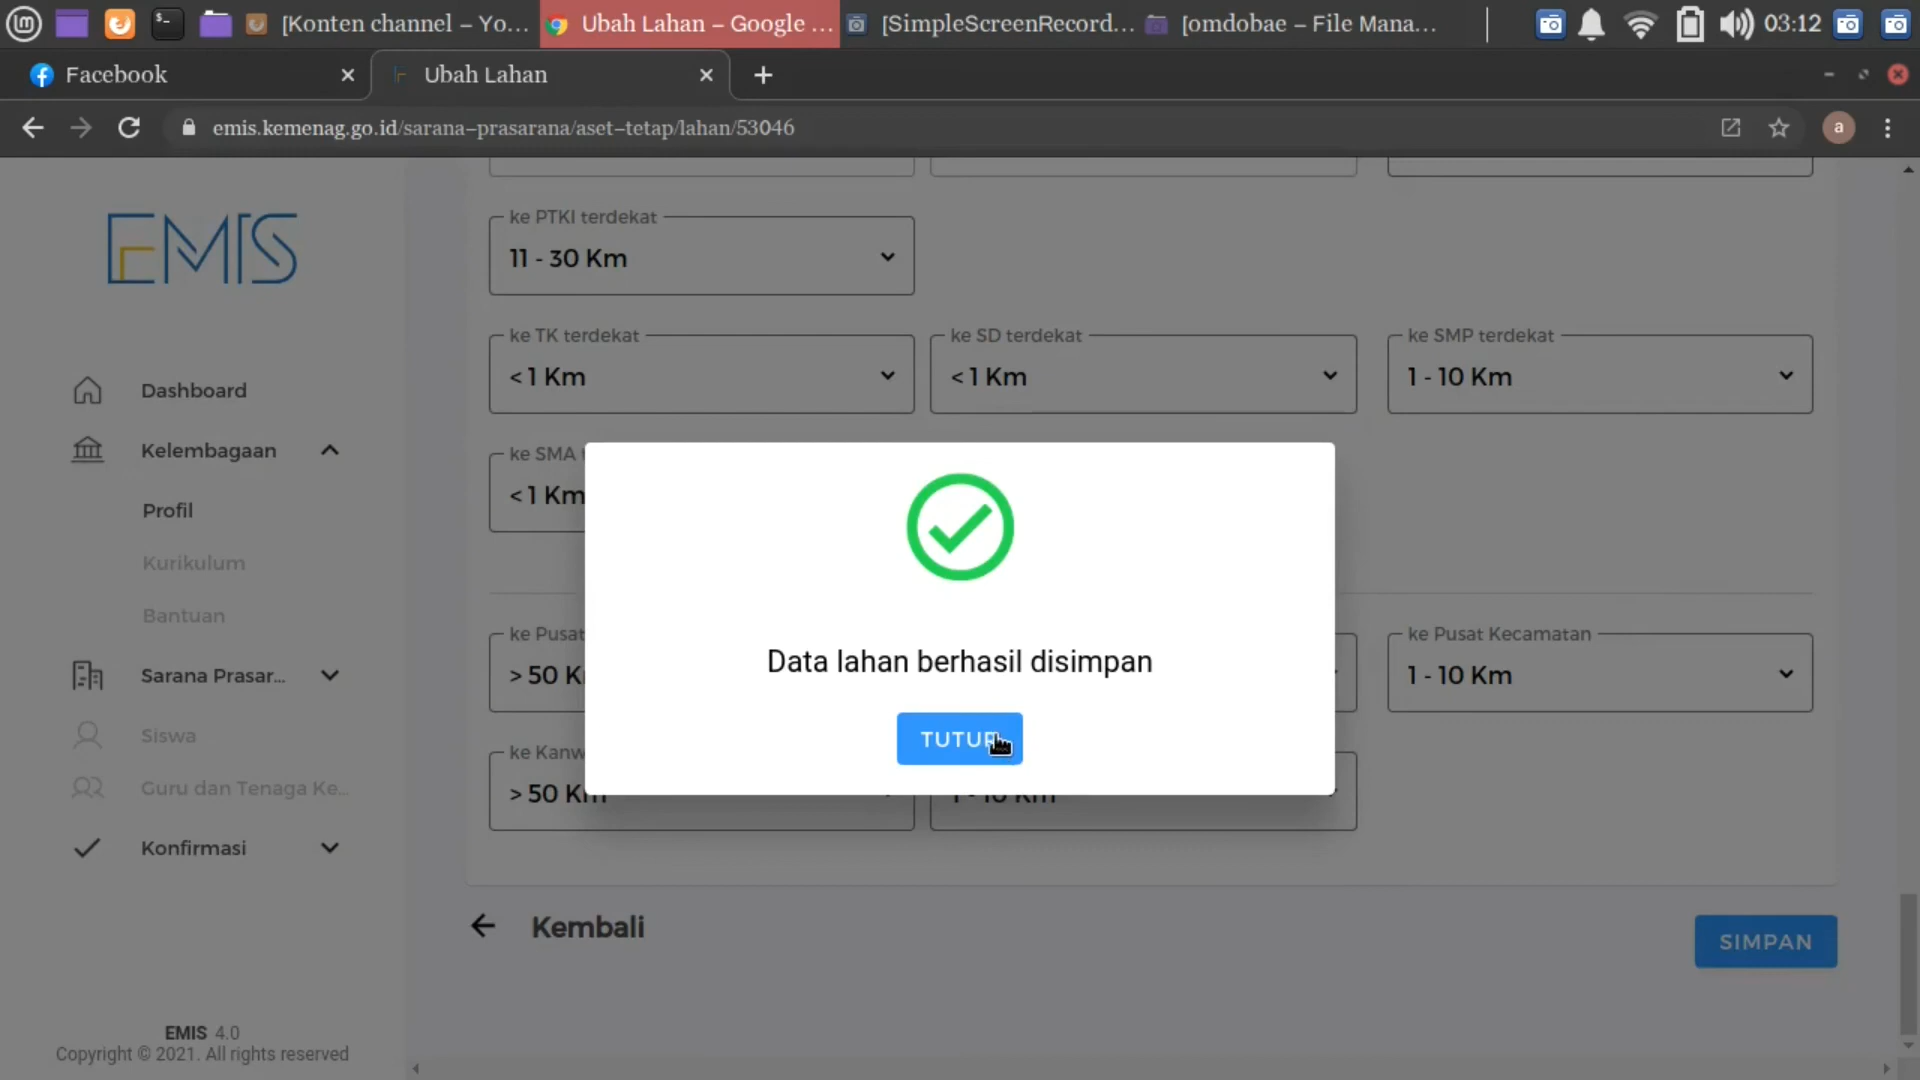 [Konten channel – Yo...
Ubah Lahan – Google ...
[SimpleScreenRecord...
[omdobae – File Mana...
03:12
Facebook
Ubah Lahan
emis.kemenag.go.id/sarana-prasarana/aset-tetap/lahan/53046
a
EMIS
Dashboard
Kelembagaan
Profil
Kurikulum
Bantuan
Sarana Prasar...
Siswa
Guru dan Tenaga Ke...
Konfirmasi
EMIS 4.0
Copyright © 2021. All rights reserved
ke PTKI terdekat
11 - 30 Km
ke TK terdekat
< 1 Km
ke SD terdekat
< 1 Km
ke SMP terdekat
1 - 10 Km
ke SMA
< 1 Km
Data lahan berhasil disimpan
TUTUP
ke Pusat
> 50 K
ke Pusat Kecamatan
1 - 10 Km
ke Kanw
> 50 Km
1 - 10 Km
Kembali
SIMPAN